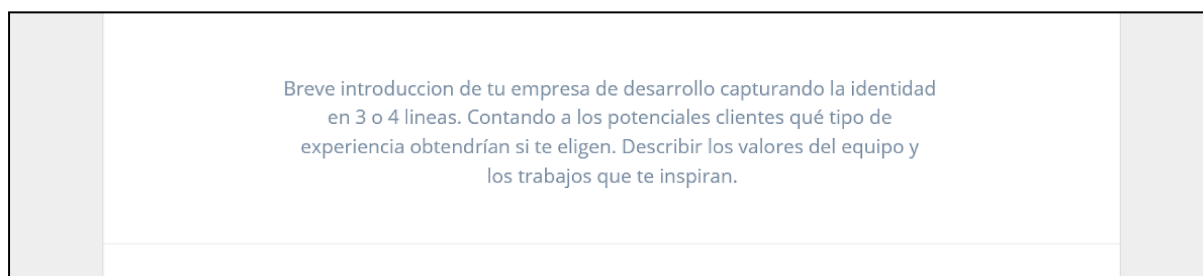 Breve introduccion de tu empresa de desarrollo capturando la identidad
en 3 o 4 lineas. Contando a los potenciales clientes qué tipo de
experiencia obtendrían si te eligen. Describir los valores del equipo y
los trabajos que te inspiran.